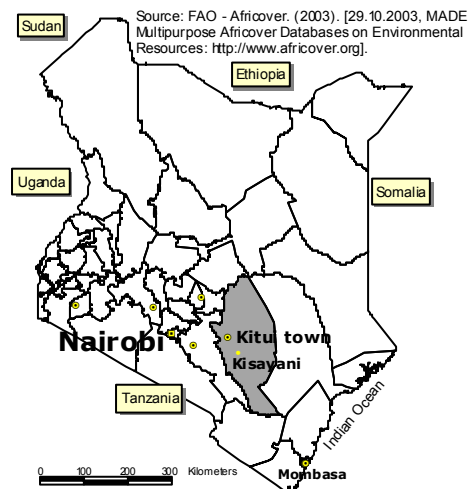 Source: FAO - Africover. (2003). [29.10.2003, MADE
Multipurpose Africover Databases on Environmental
Resources: http://www.africover.org].
Sudan
Ethiopia
Uganda
Somalia
Nairobi
Kitui town
Kisayani
Tanzania
Indian Ocean
Mombasa
0 100 200 300 Kilometers